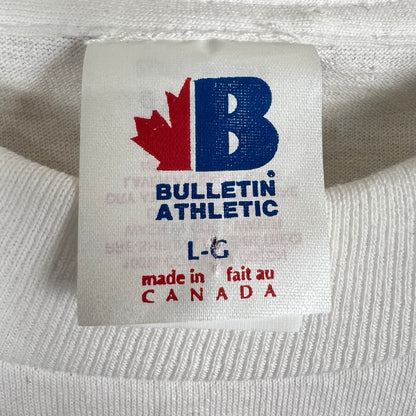 B
BULLETIN®
ATHLETIC
L-G
made in fait au
CANADA